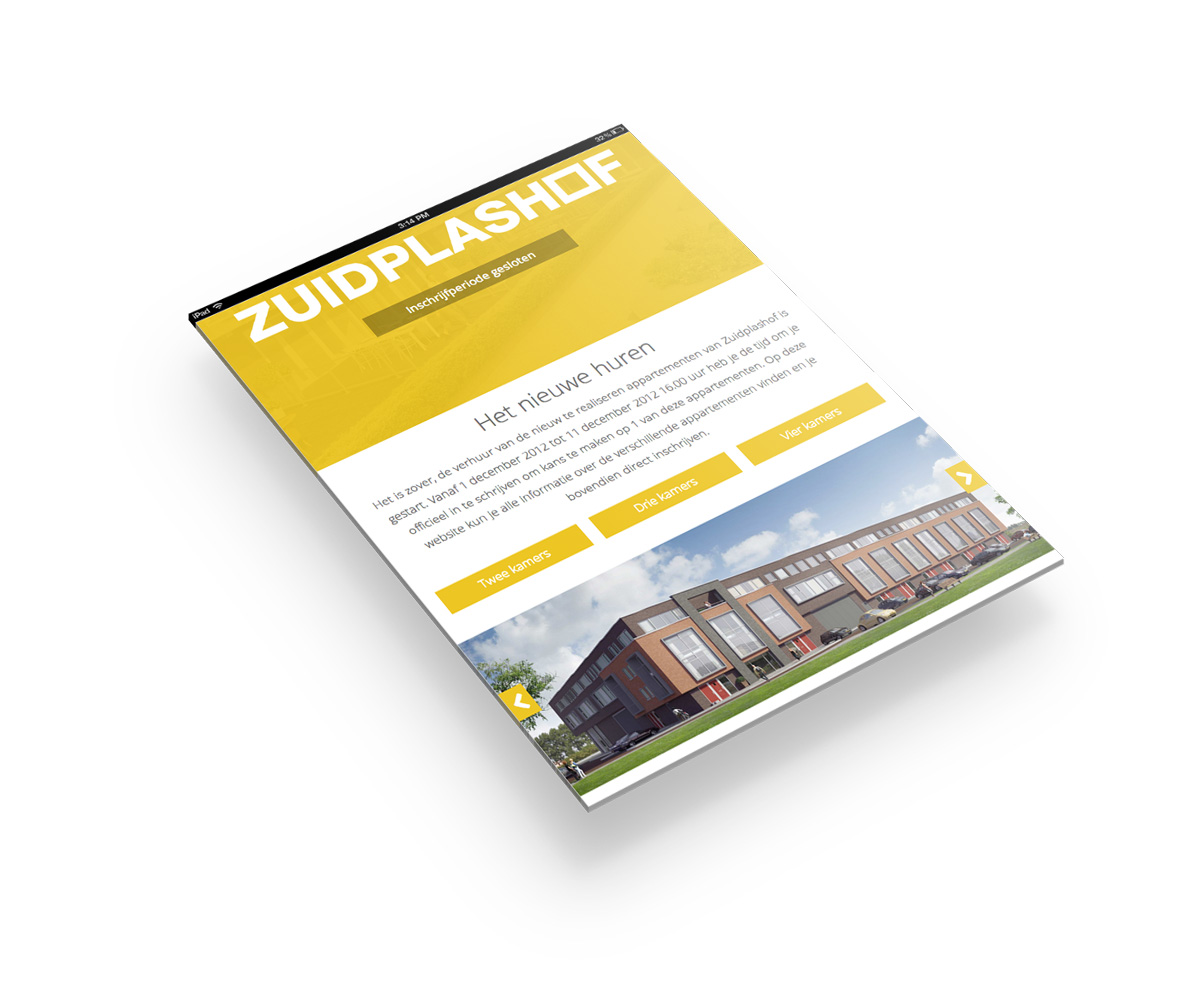 iPad 3:14 PM 32 %
ZUIDPLASHOF
Inschrijfperiode gesloten
Het nieuwe huren
Het is zover, de verhuur van de nieuw te realiseren appartementen van Zuidplashof is
gestart. Vanaf 1 december 2012 tot 11 december 2012 16.00 uur heb je de tijd om je
officieel in te schrijven om kans te maken op 1 van deze appartementen. Op deze
website kun je alle informatie over de verschillende appartementen vinden en je
bovendien direct inschrijven.
Twee kamers
Drie kamers
Vier kamers